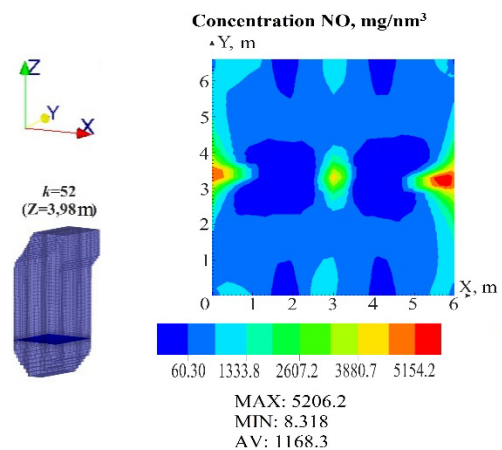 Concentration NO, mg/nm³
Y, m
Z
Y
X
k=52
(Z=3,98m)
6
5
4
3
2
1
0
X, m
0 1 2 3 4 5 6
60.30 1333.8 2607.2 3880.7 5154.2
MAX: 5206.2
MIN: 8.318
AV: 1168.3